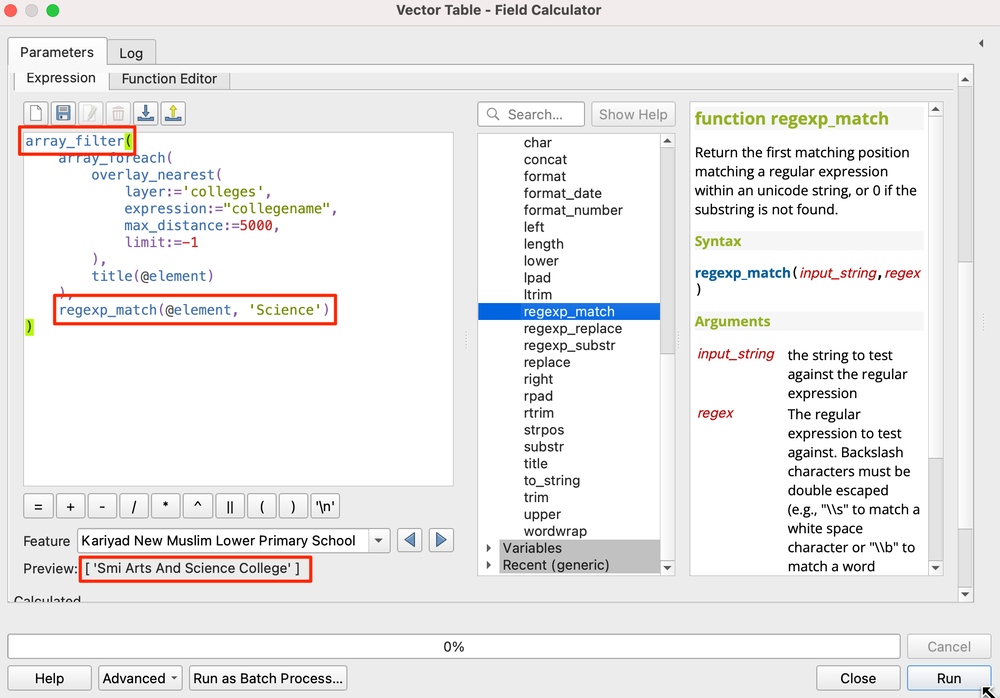 Vector Table - Field Calculator
Parameters
Log
Expression
Function Editor
array_filter(
array_foreach(
overlay_nearest(
layer:='colleges',
expression:="collegename",
max_distance:=5000,
limit:=-1
),
title(@element)
),
regexp_match(@element, 'Science')
)
=
+
-
/
*
^
||
(
)
'\n'
Feature
Kariyad New Muslim Lower Primary School
Preview:
[ 'Smi Arts And Science College' ]
Calculated
Search...
Show Help
char
concat
format
format_date
format_number
left
length
lower
lpad
ltrim
regexp_match
regexp_replace
regexp_substr
replace
right
rpad
rtrim
strpos
substr
title
to_string
trim
upper
wordwrap
Variables
Recent (generic)
function regexp_match
Return the first matching position
matching a regular expression
within an unicode string, or 0 if the
substring is not found.
Syntax
regexp_match(input_string,regex
)
Arguments
input_string
the string to test
against the regular
expression
regex
The regular
expression to test
against. Backslash
characters must be
double escaped
(e.g., "\\s" to match a
white space
character or "\\b" to
match a word
0%
Cancel
Help
Advanced
Run as Batch Process...
Close
Run